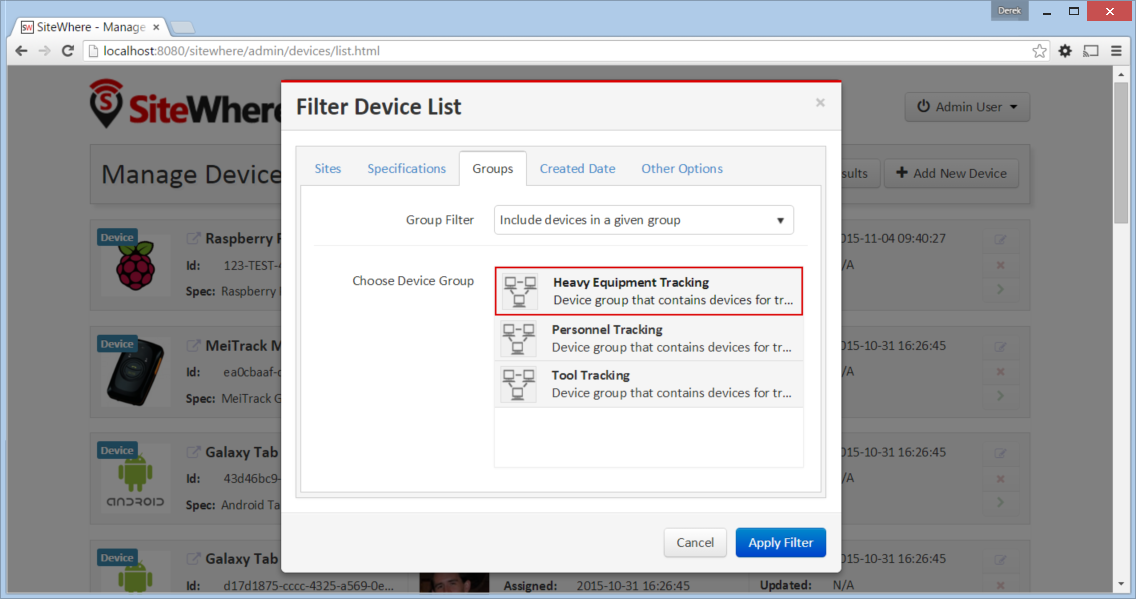 Derek
SW SiteWhere - Manage
localhost:8080/sitewhere/admin/devices/list.html
SiteWhere
Admin User
Filter Device List
Manage Device
Add New Device
Sites Specifications Groups Created Date Other Options
Group Filter Include devices in a given group
Choose Device Group
Heavy Equipment Tracking
Device group that contains devices for tr...
Personnel Tracking
Device group that contains devices for tr...
Tool Tracking
Device group that contains devices for tr...
Cancel Apply Filter
Device
Raspberry
015-11-04 09:40:27
Id: 123-TEST-
/A
Spec: Raspberry
Device
MeiTrack
015-10-31 16:26:45
Id: ea0cbaaf-
/A
Spec: MeiTrack
Device
Galaxy Tab
015-10-31 16:26:45
Id: 43d46bc9-
/A
android
Spec: Android Ta
Device
Galaxy Tab
015-10-31 16:26:45
Id: d17d1875-cccc-4325-a569-0e...
Assigned: 2015-10-31 16:26:45
Updated: N/A